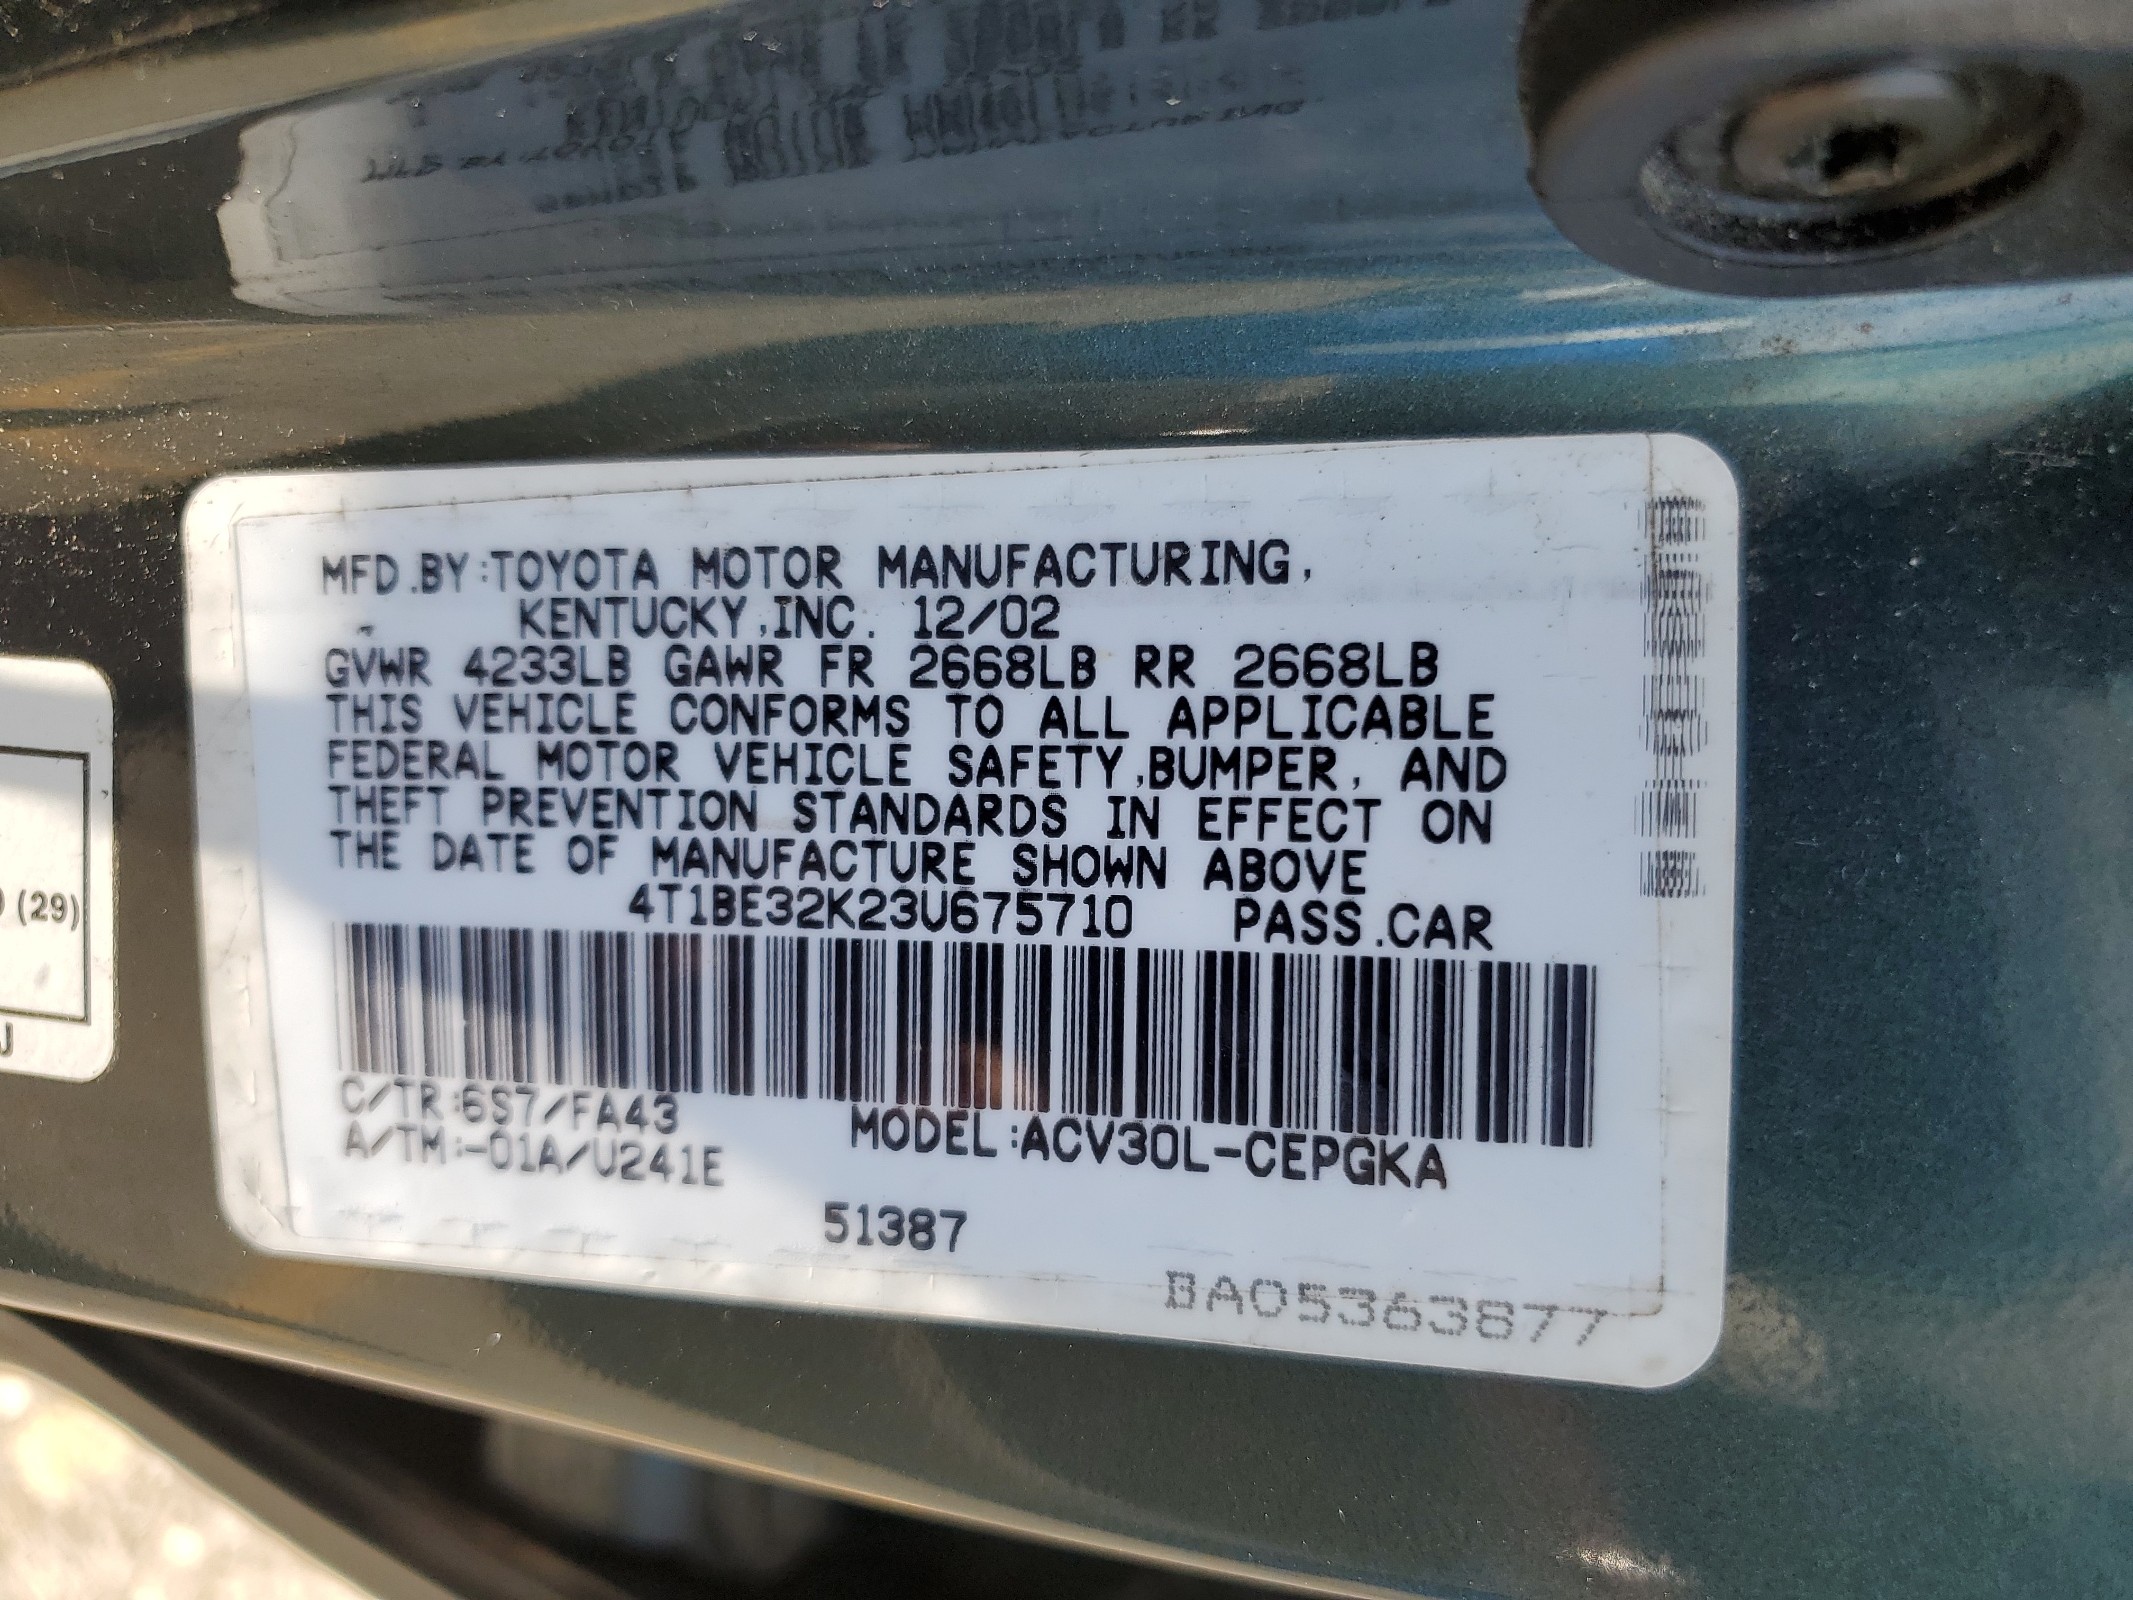 MFD.BY:TOYOTA MOTOR MANUFACTURING,
KENTUCKY,INC. 12/02
GVWR 4233LB GAWR FR 2668LB RR 2668LB
THIS VEHICLE CONFORMS TO ALL APPLICABLE
FEDERAL MOTOR VEHICLE SAFETY,BUMPER, AND
THEFT PREVENTION STANDARDS IN EFFECT ON
THE DATE OF MANUFACTURE SHOWN ABOVE
4T1BE32K23U675710 PASS.CAR
(29)
J
C/TR:6S7/FA43
A/TM:-01A/U241E
MODEL:ACV30L-CEPGKA
51387
BA05363877